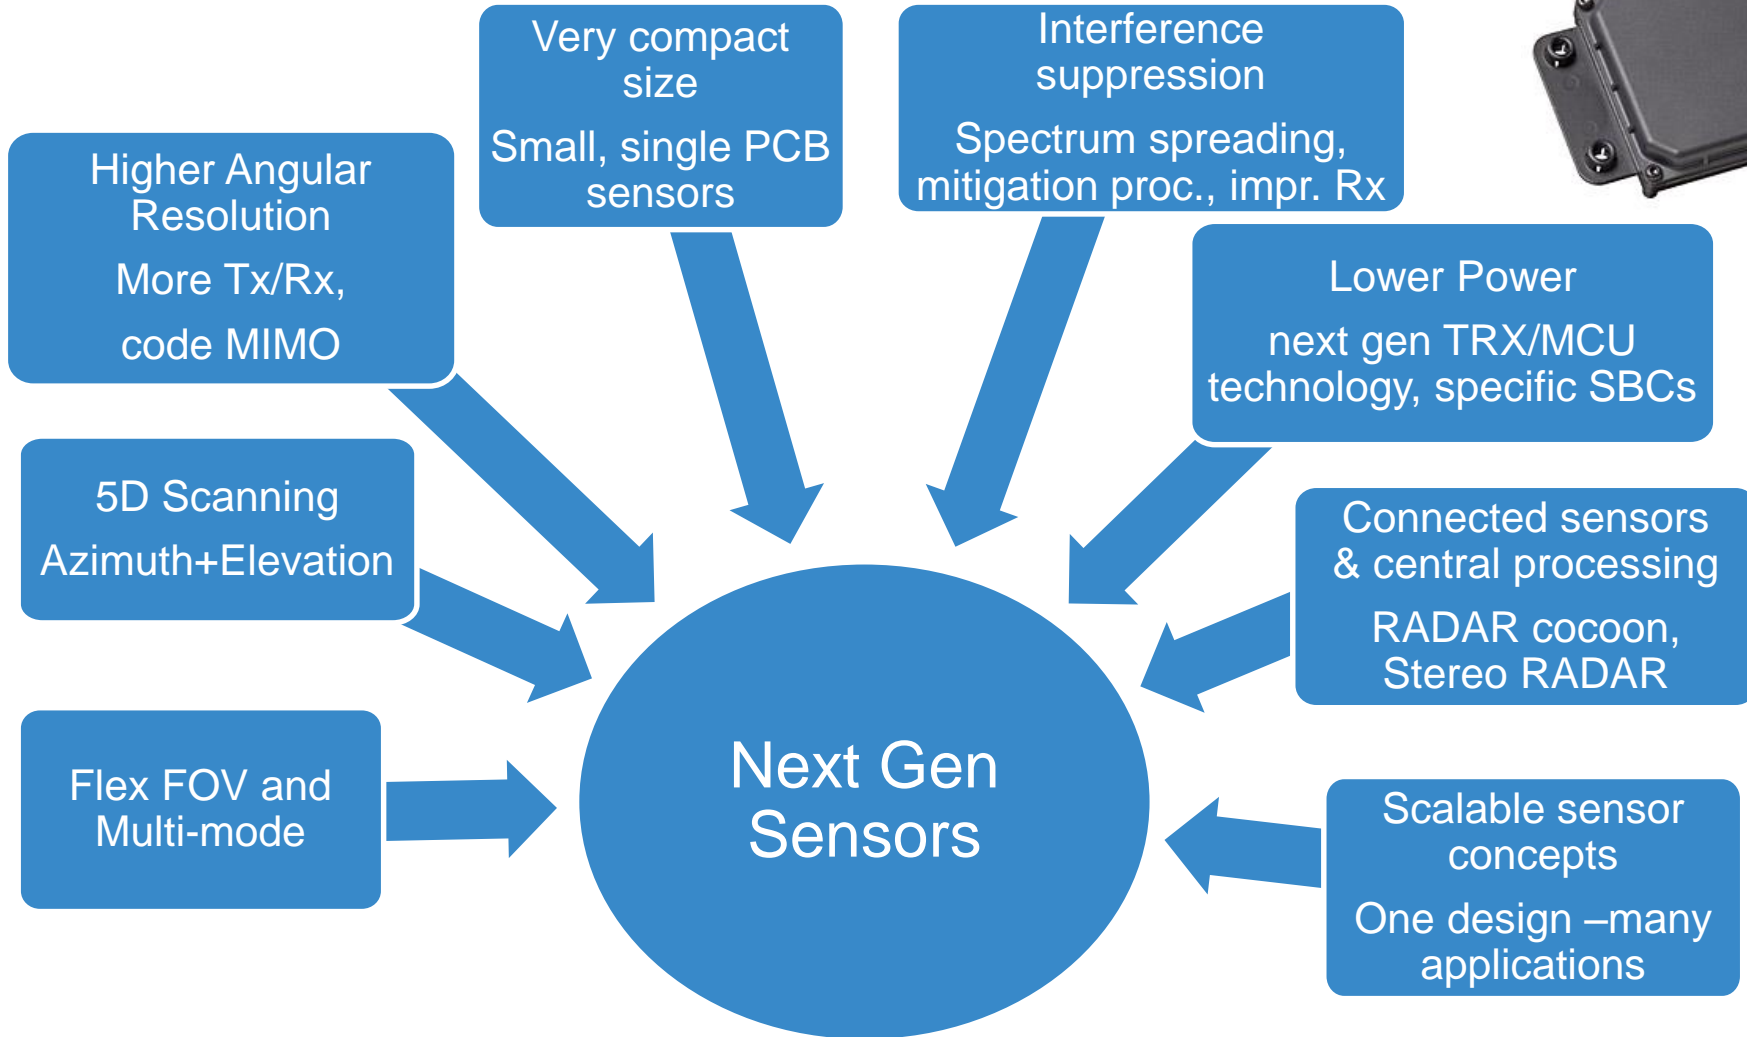 Very compact
size
Small, single PCB
sensors
Interference
suppression
Spectrum spreading,
mitigation proc., impr. Rx
Higher Angular
Resolution
More Tx/Rx,
code MIMO
Lower Power
next gen TRX/MCU
technology, specific SBCs
5D Scanning
Azimuth+Elevation
Connected sensors
& central processing
RADAR cocoon,
Stereo RADAR
Flex FOV and
Multi-mode
Next Gen
Sensors
Scalable sensor
concepts
One design –many
applications